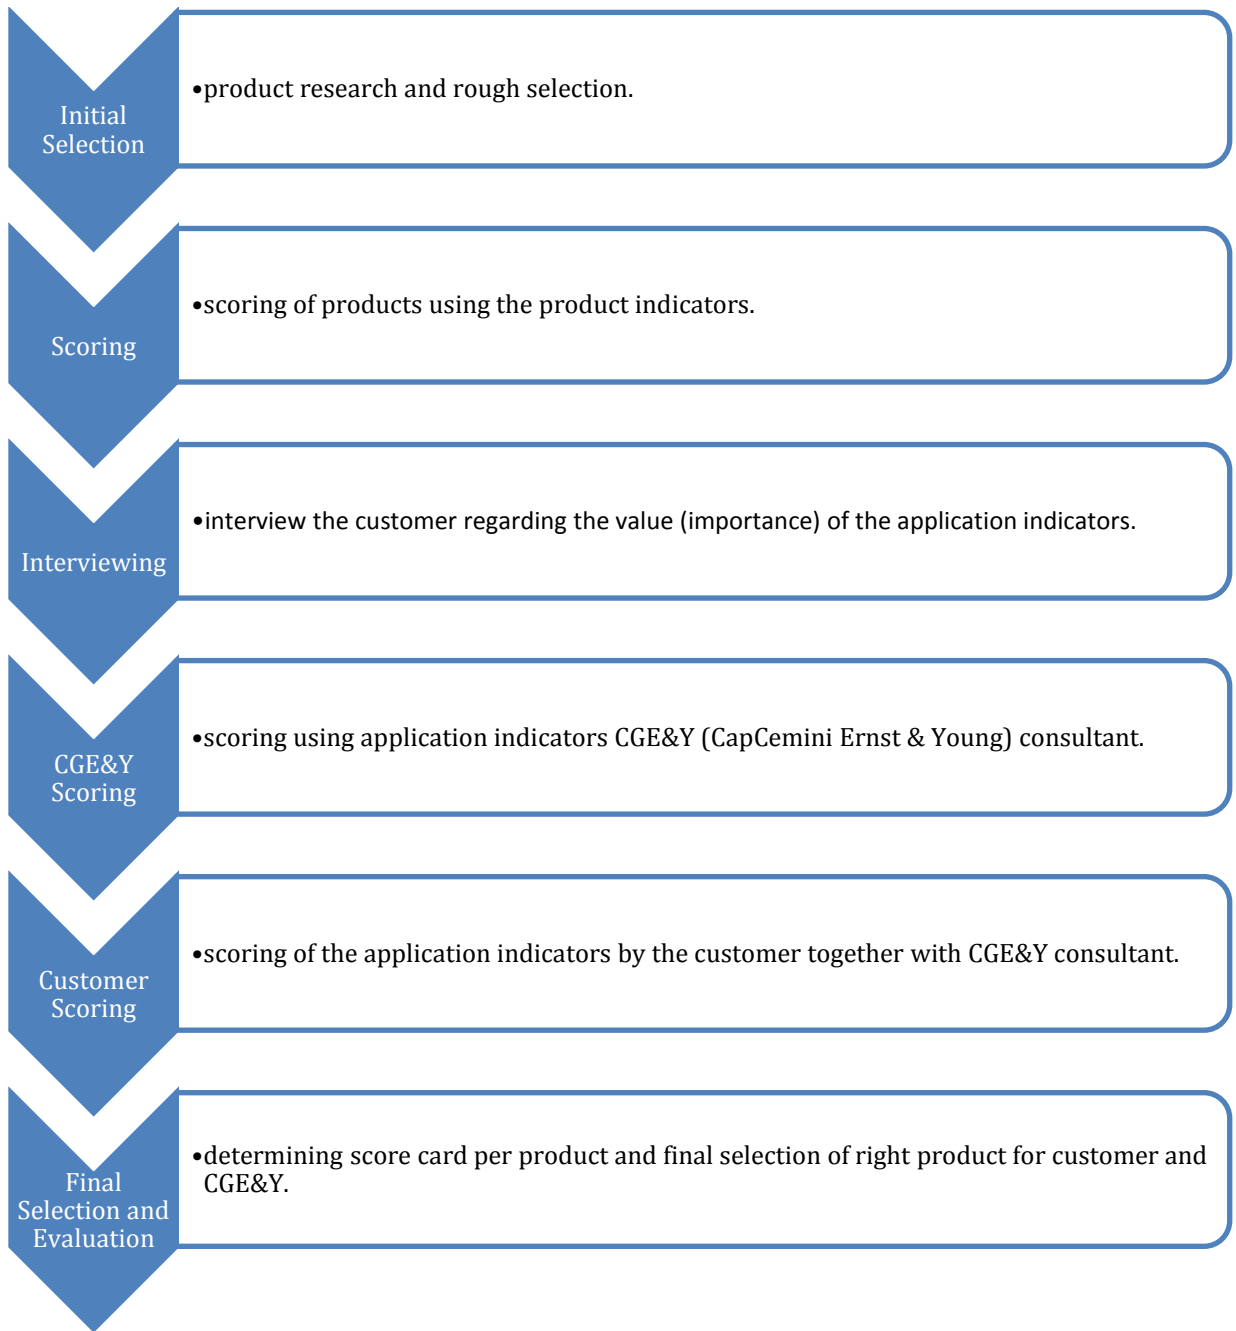 Initial
Selection
•product research and rough selection.
Scoring
•scoring of products using the product indicators.
Interviewing
•interview the customer regarding the value (importance) of the application indicators.
CGE&Y
Scoring
•scoring using application indicators CGE&Y (CapCemini Ernst & Young) consultant.
Customer
Scoring
•scoring of the application indicators by the customer together with CGE&Y consultant.
Final
Selection and
Evaluation
•determining score card per product and final selection of right product for customer and
CGE&Y.